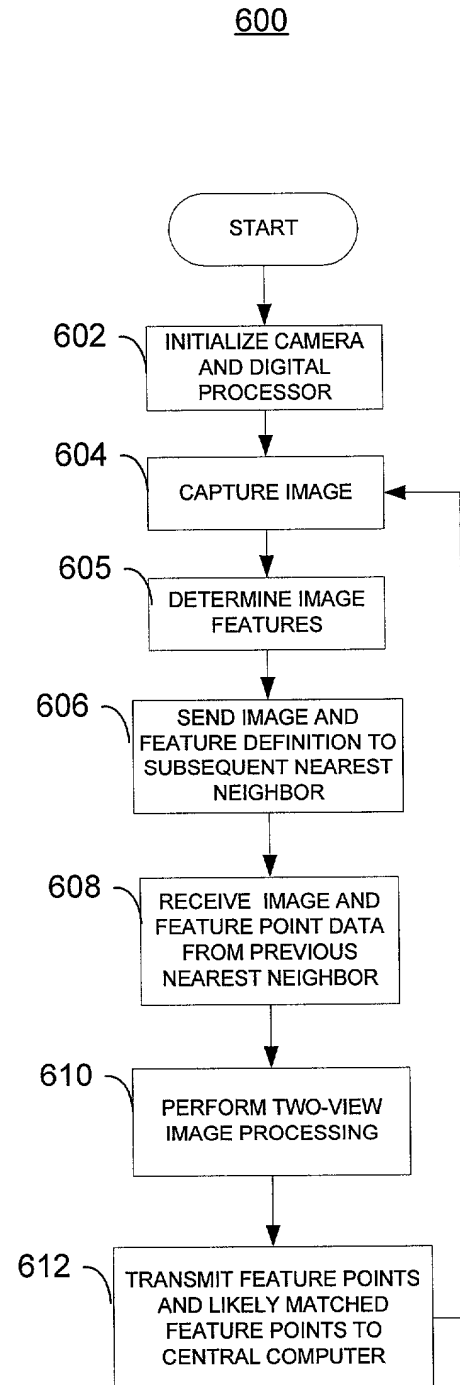 600
START
602
INITIALIZE CAMERA
AND DIGITAL
PROCESSOR
604
CAPTURE IMAGE
605
DETERMINE IMAGE
FEATURES
606
SEND IMAGE AND
FEATURE DEFINITION TO
SUBSEQUENT NEAREST
NEIGHBOR
608
RECEIVE IMAGE AND
FEATURE POINT DATA
FROM PREVIOUS
NEAREST NEIGHBOR
610
PERFORM TWO-VIEW
IMAGE PROCESSING
612
TRANSMIT FEATURE POINTS
AND LIKELY MATCHED
FEATURE POINTS TO
CENTRAL COMPUTER